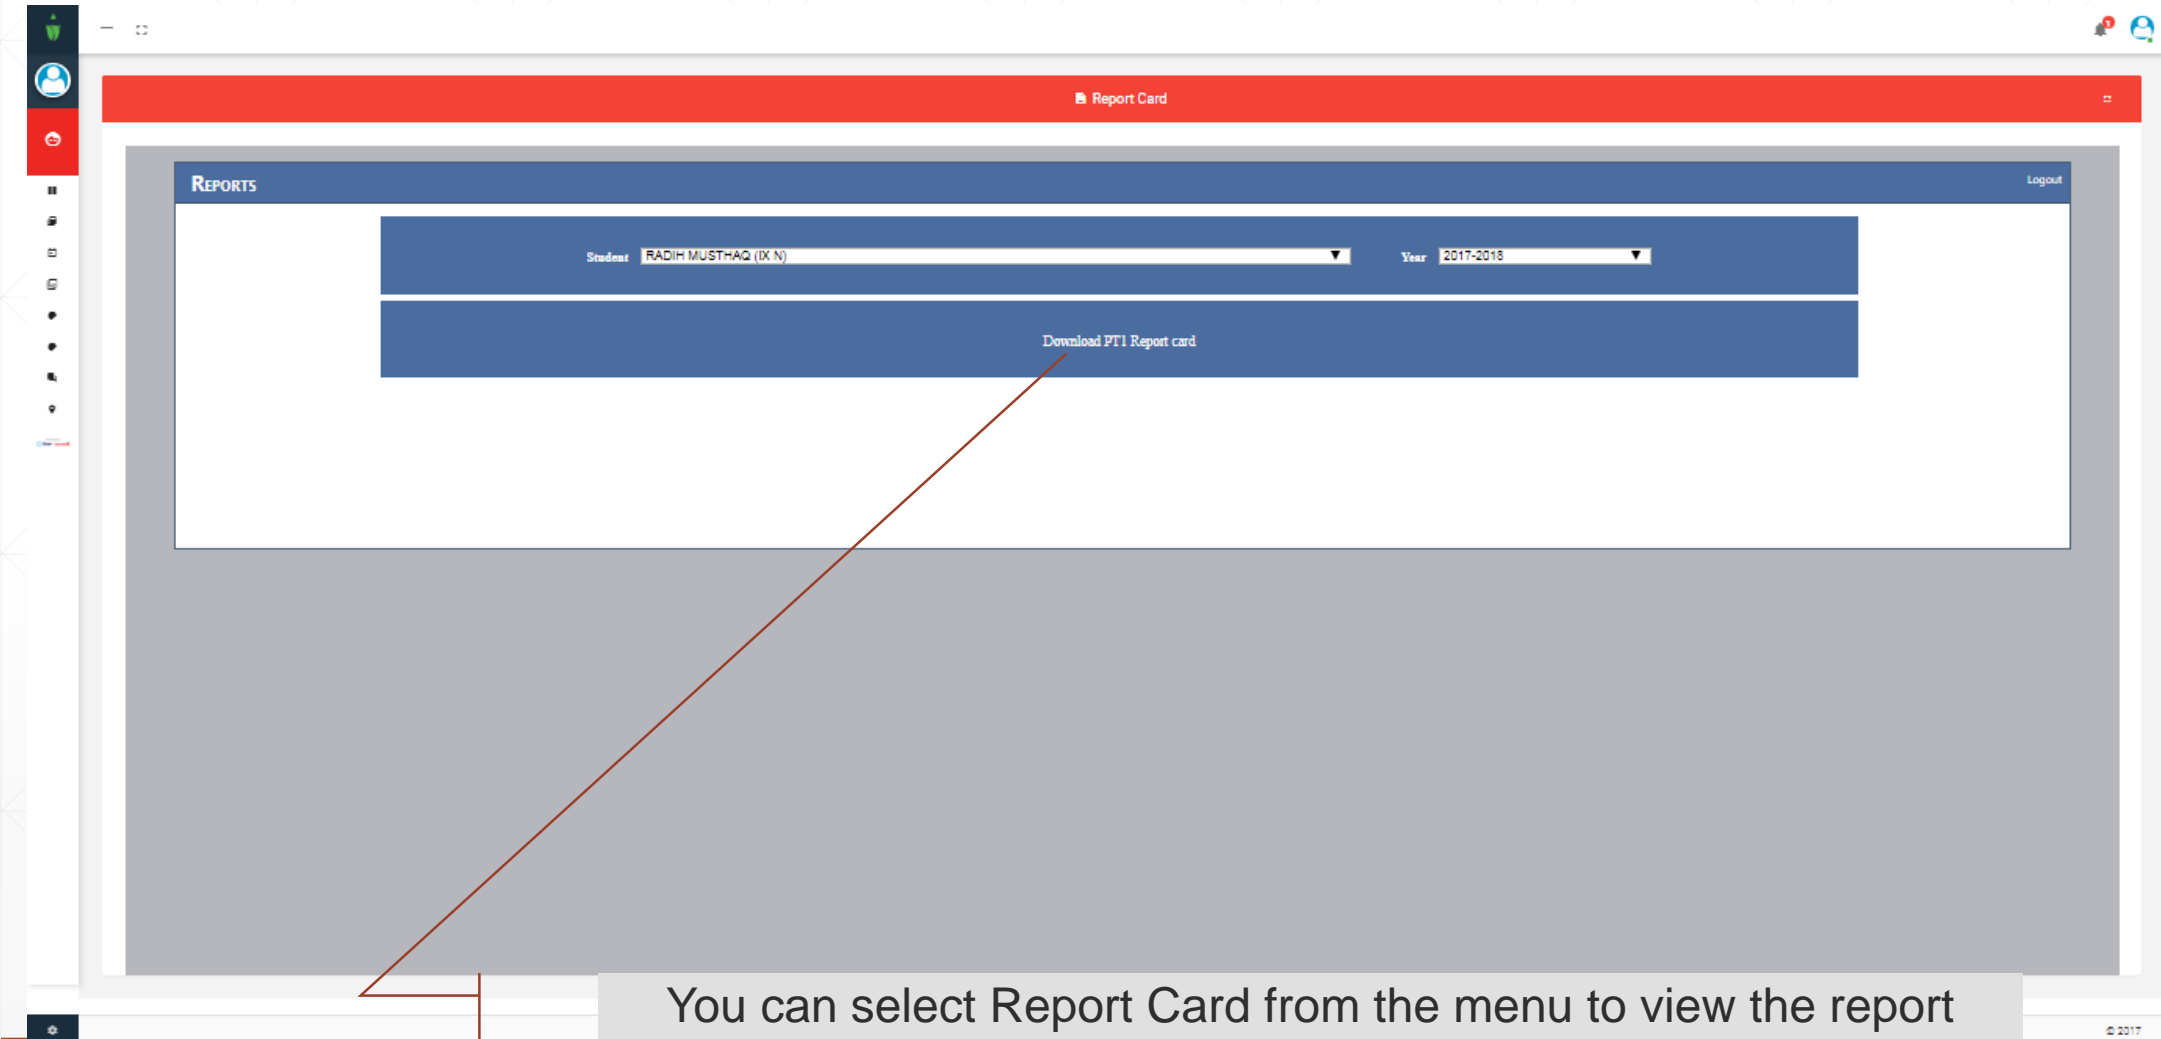 1
Report Card
REPORTS
Logout
Student RADIH MUSTHAQ (IX N) Year 2017-2018
Download PT1 Report card
You can select Report Card from the menu to view the report
© 2017